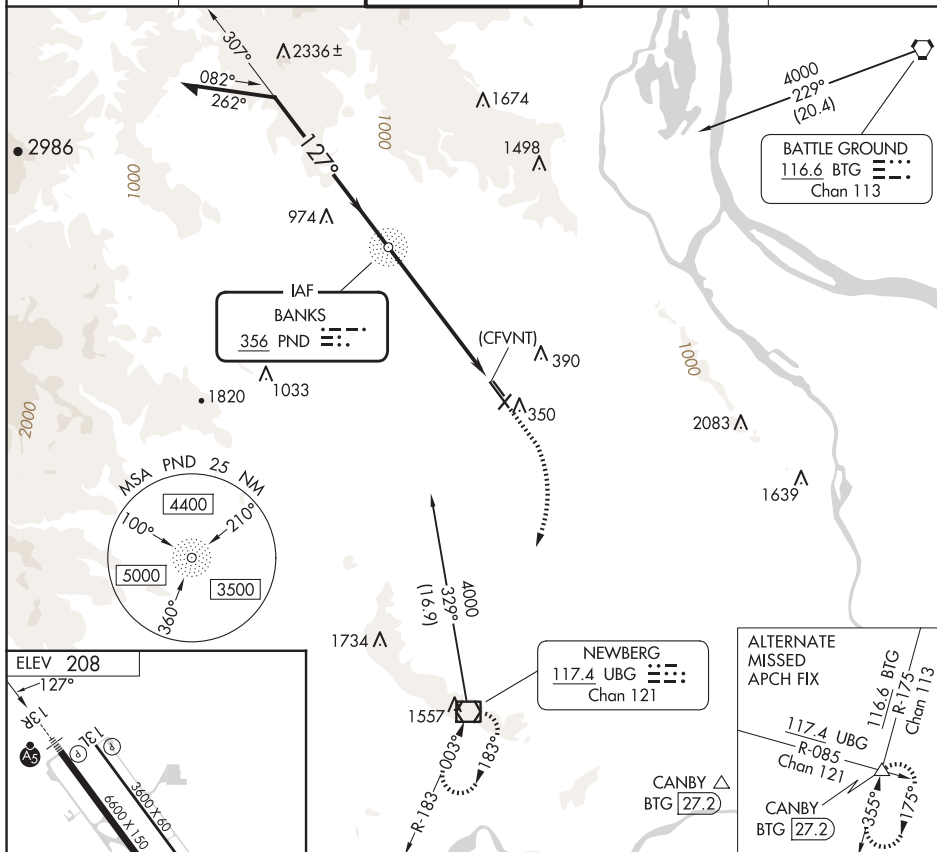 307°
2336 ±
082°
262°
127°
1000
1674
1498
2986
1000
974
4000
229°
(20.4)
BATTLE GROUND
116.6 BTG
Chan 113
IAF
BANKS
356 PND
(CFVNT)
390
1033
1820
350
1000
2000
2083
1639
MSA PND 25 NM
4400
100°
210°
5000
3500
360°
4000
329°
(16.9)
1734
NEWBERG
117.4 UBG
Chan 121
1557
003°
183°
R-183
CANBY
BTG 27.2
ELEV 208
127°
13R
A5
P
13L
P
3600 X 60
6600 X 150
ALTERNATE
MISSED
APCH FIX
116.6 BTG
R-175
Chan 113
117.4 UBG
R-085
Chan 121
CANBY
BTG 27.2
355°
175°